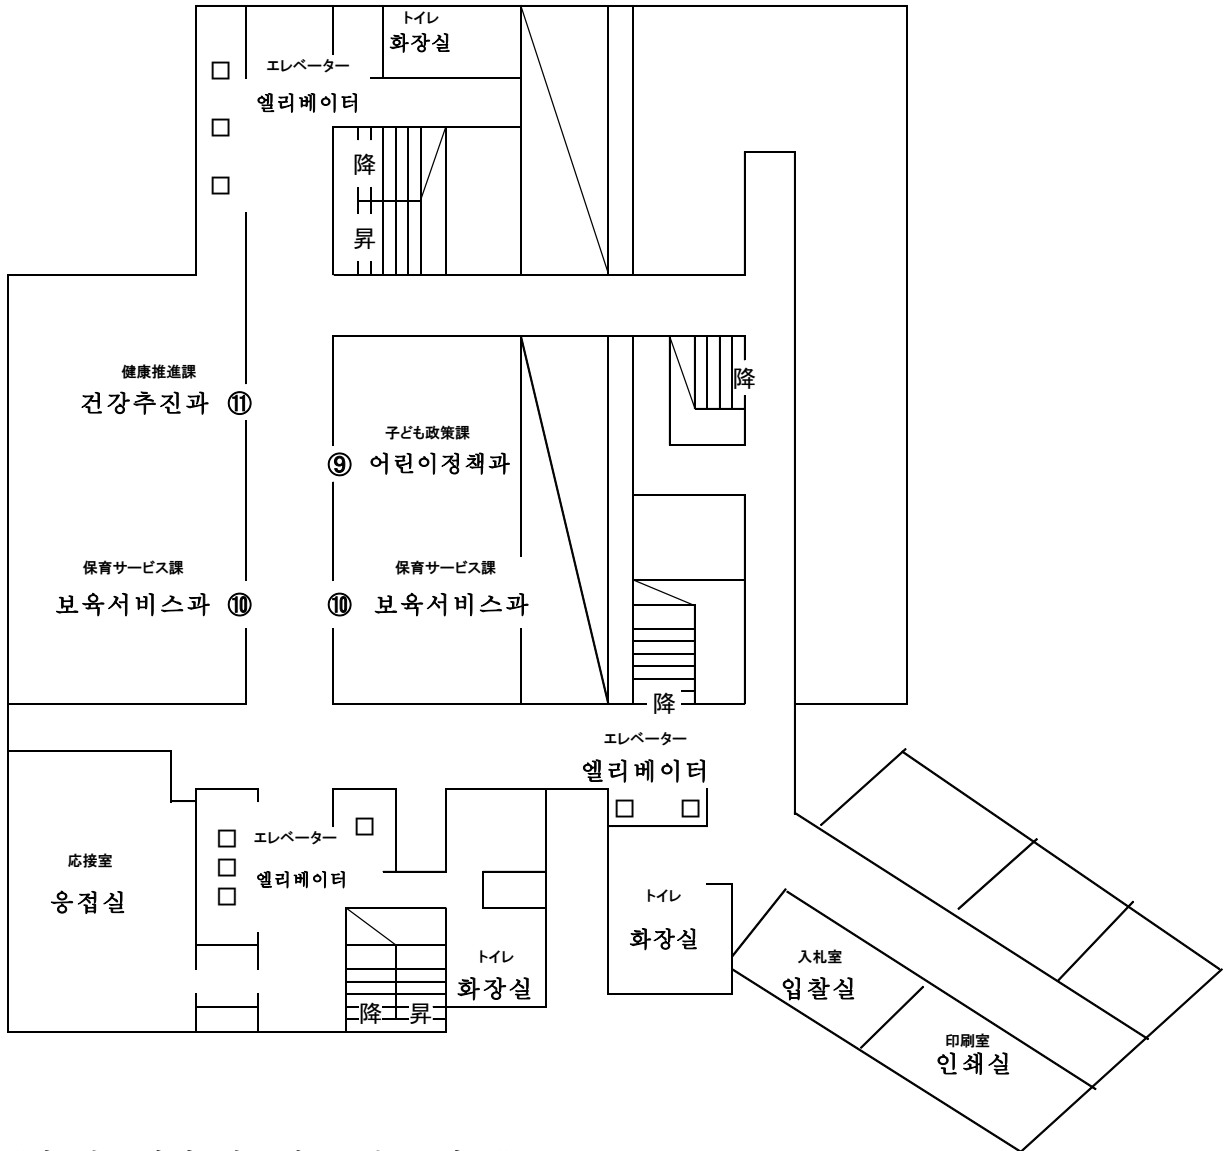 トイレ
화장실
エレベーター
엘리베이터
降
昇
健康推進課
건강추진과 ⑪
降
子ども政策課
⑨ 어린이정책과
保育サービス課
보육서비스과 ⑩
保育サービス課
⑩ 보육서비스과
降
エレベーター
엘리베이터
エレベーター
엘리베이터
応接室
응접실
トイレ
화장실
トイレ
화장실
降 昇
入札室
입찰실
印刷室
인쇄실